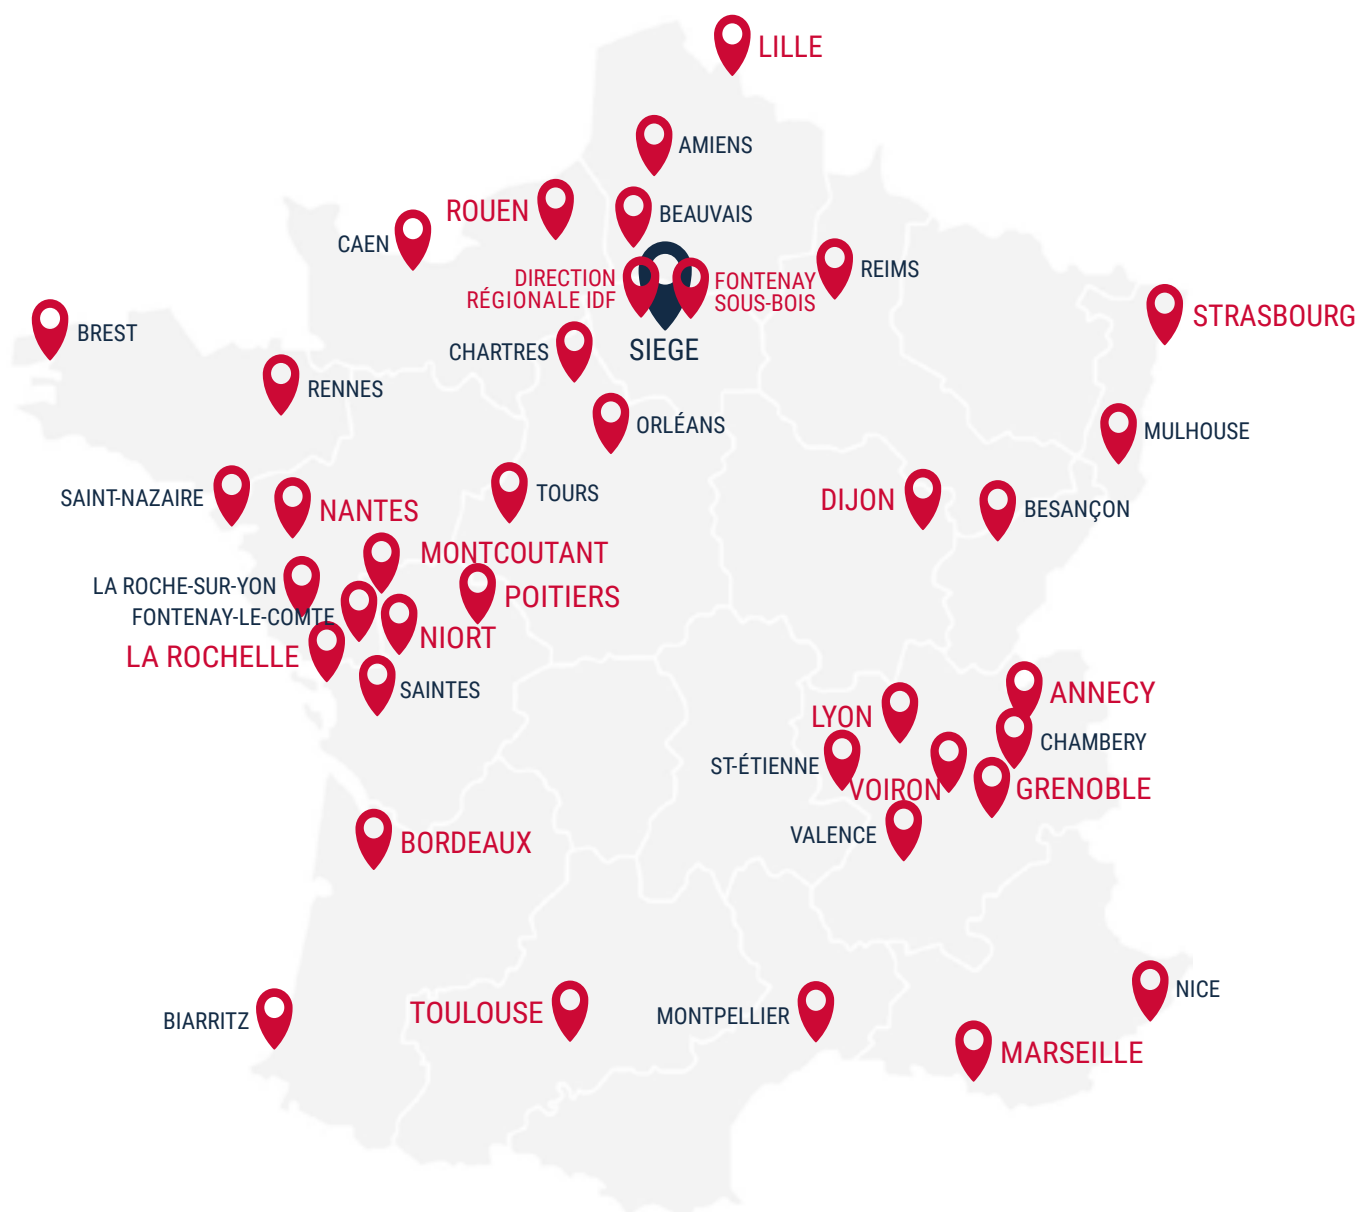 LILLE
AMIENS
ROUEN
BEAUVAIS
CAEN
REIMS
DIRECTION
RÉGIONALE IDF
FONTENAY
SOUS-BOIS
STRASBOURG
BREST
SIEGE
CHARTRES
RENNES
ORLÉANS
MULHOUSE
SAINT-NAZAIRE
TOURS
DIJON
NANTES
BESANÇON
MONTCOUTANT
LA ROCHE-SUR-YON
POITIERS
FONTENAY-LE-COMTE
NIORT
LA ROCHELLE
SAINTES
ANNECY
LYON
CHAMBERY
ST-ÉTIENNE
VOIRON
GRENOBLE
VALENCE
BORDEAUX
NICE
TOULOUSE
MONTPELLIER
BIARRITZ
MARSEILLE